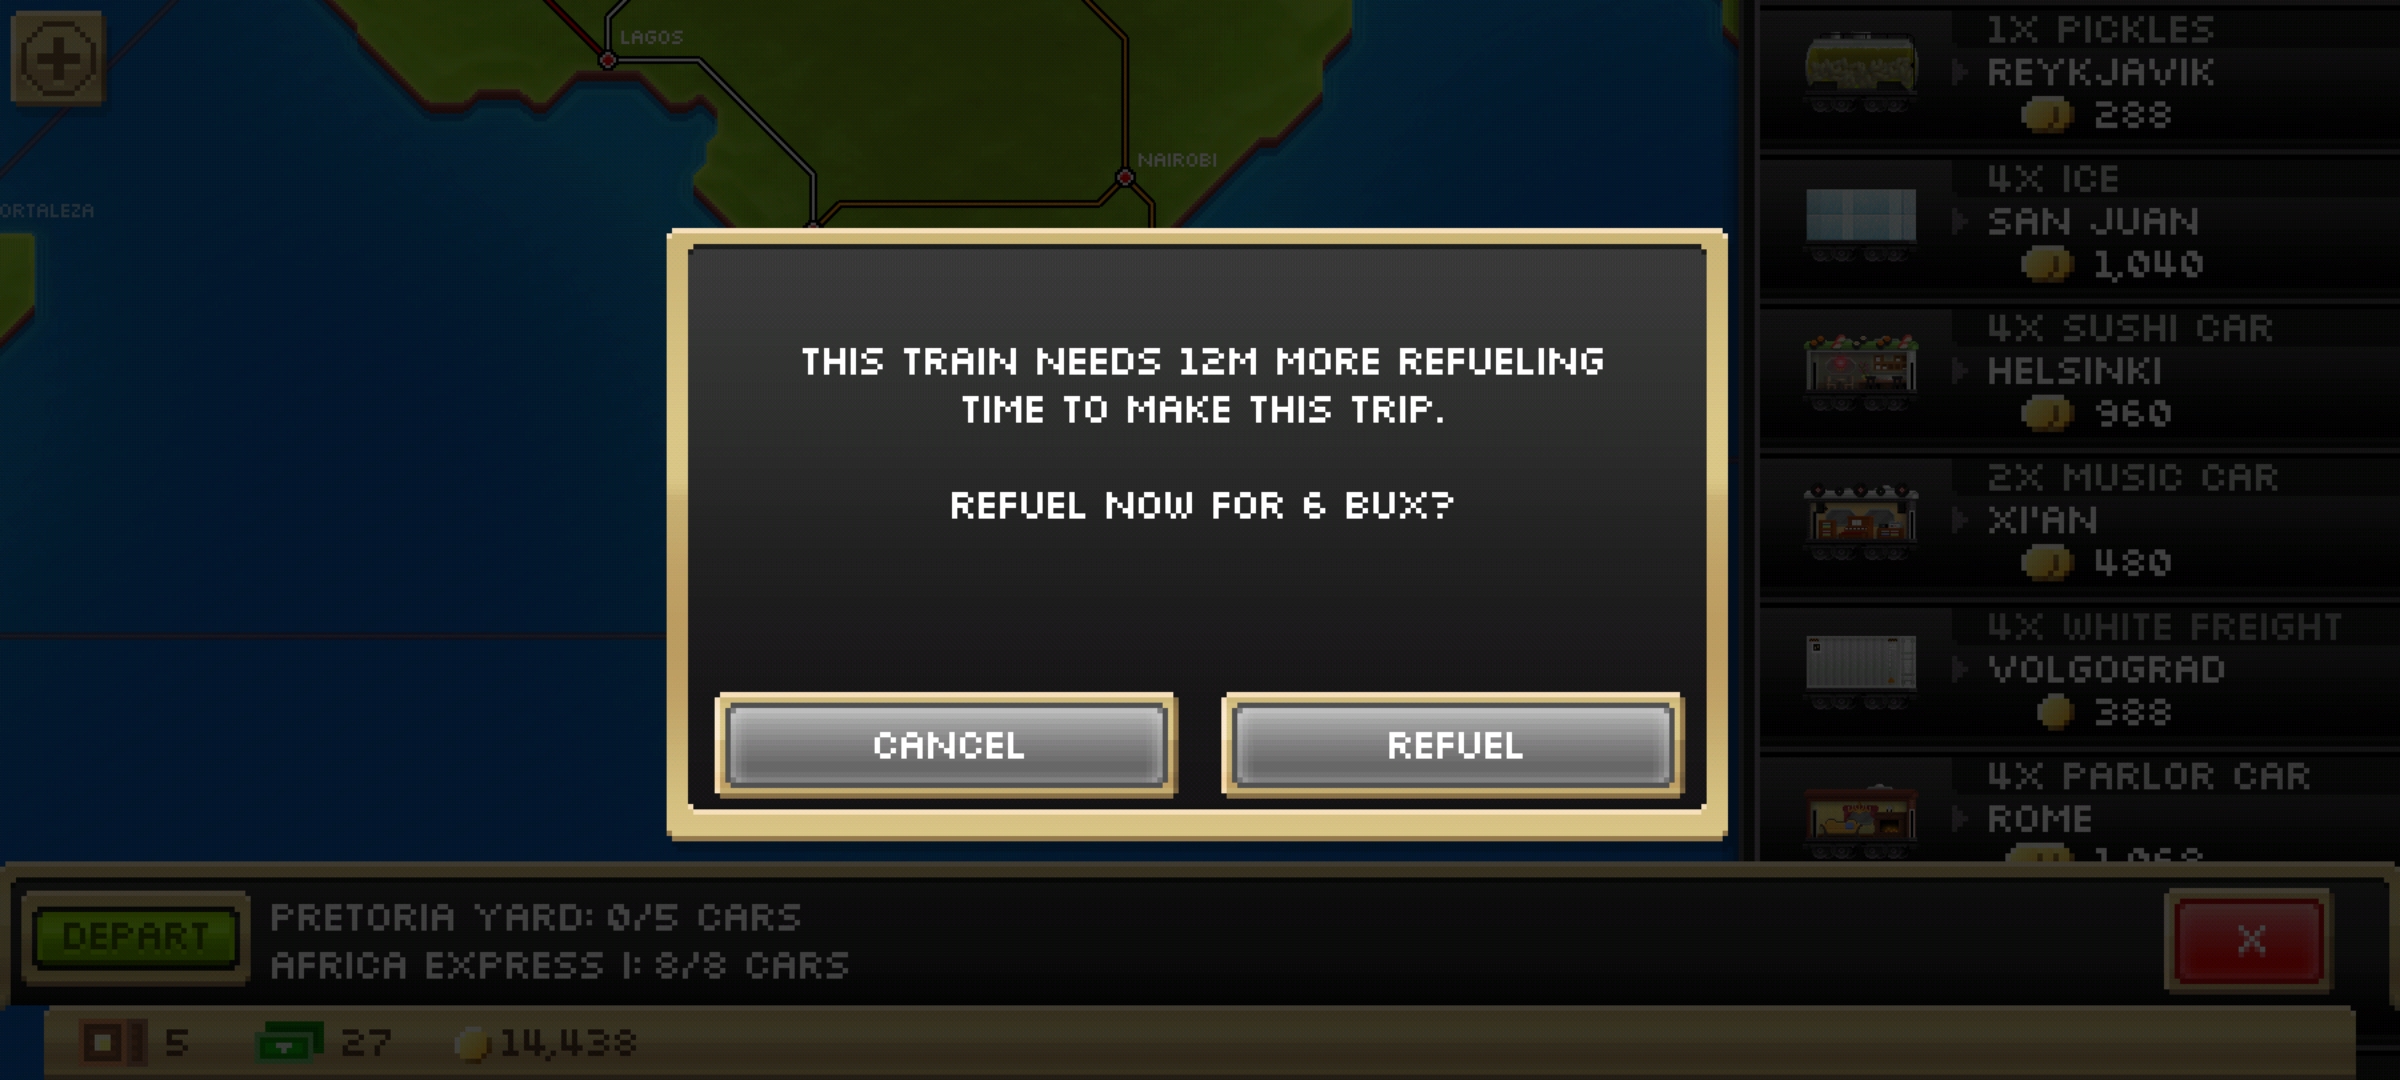 LAGOS
NAIROBI
ORTALEZA
1X PICKLES
REYKJAVIK
288
4X ICE
SAN JUAN
1,040
4X SUSHI CAR
HELSINKI
960
2X MUSIC CAR
XI'AN
480
4X WHITE FREIGHT
VOLGOGRAD
388
4X PARLOR CAR
ROME
1,068
THIS TRAIN NEEDS 12M MORE REFUELING
TIME TO MAKE THIS TRIP.
REFUEL NOW FOR 6 BUX?
CANCEL
REFUEL
DEPART
PRETORIA YARD: 0/5 CARS
AFRICA EXPRESS I: 8/8 CARS
X
5
27
14,438